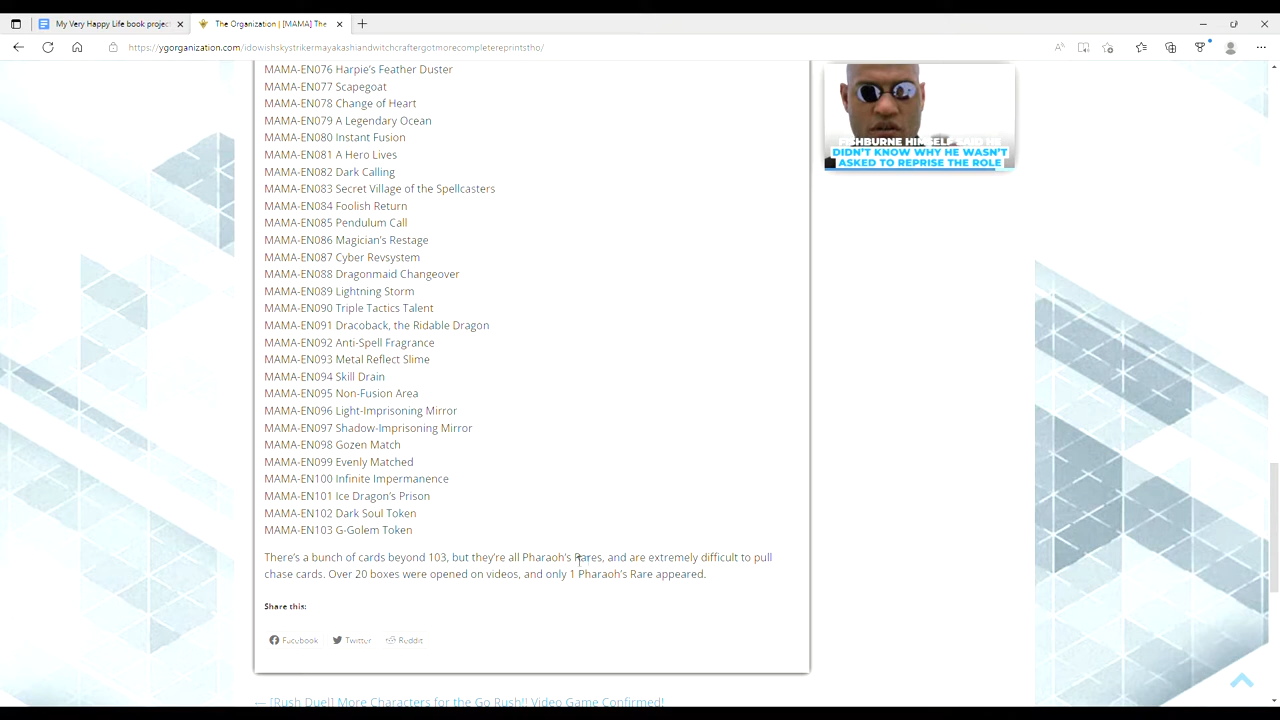 My Very Happy Life book projec
The Organization | [MAMA] The
https://ygorganization.com/idowishskystrikermayakashiandwitchcraftergotmorecompletereprintstho/
MAMA-EN076 Harpie's Feather Duster
MAMA-EN077 Scapegoat
MAMA-EN078 Change of Heart
MAMA-EN079 A Legendary Ocean
MAMA-EN080 Instant Fusion
MAMA-EN081 A Hero Lives
MAMA-EN082 Dark Calling
MAMA-EN083 Secret Village of the Spellcasters
MAMA-EN084 Foolish Return
MAMA-EN085 Pendulum Call
MAMA-EN086 Magician's Restage
MAMA-EN087 Cyber Revsystem
MAMA-EN088 Dragonmaid Changeover
MAMA-EN089 Lightning Storm
MAMA-EN090 Triple Tactics Talent
MAMA-EN091 Dracoback, the Ridable Dragon
MAMA-EN092 Anti-Spell Fragrance
MAMA-EN093 Metal Reflect Slime
MAMA-EN094 Skill Drain
MAMA-EN095 Non-Fusion Area
MAMA-EN096 Light-Imprisoning Mirror
MAMA-EN097 Shadow-Imprisoning Mirror
MAMA-EN098 Gozen Match
MAMA-EN099 Evenly Matched
MAMA-EN100 Infinite Impermanence
MAMA-EN101 Ice Dragon's Prison
MAMA-EN102 Dark Soul Token
MAMA-EN103 G-Golem Token
There's a bunch of cards beyond 103, but they're all Pharaoh's Rares, and are extremely difficult to pull
chase cards. Over 20 boxes were opened on videos, and only 1 Pharaoh's Rare appeared.
Share this:
Facebook Twitter Reddit
← [Rush Duel] More Characters for the Go Rush!! Video Game Confirmed!
FISHBURNE HIMSELF SAID HE
DIDN'T KNOW WHY HE WASN'T
ASKED TO REPRISE THE ROLE